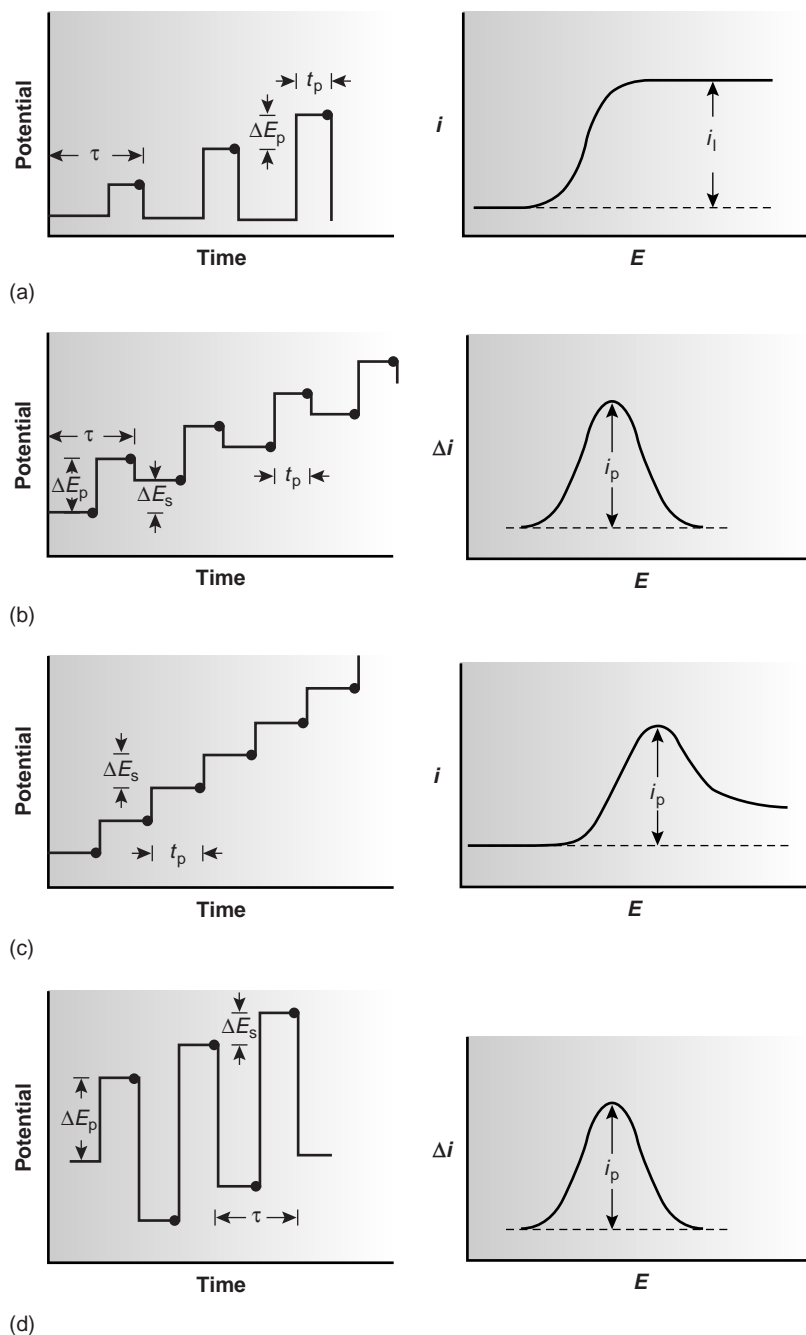 Potential
τ
ΔEp
tp
Time
i
il
E
(a)
Potential
τ
ΔEp
ΔEs
tp
Time
Δi
ip
E
(b)
Potential
ΔEs
tp
Time
i
ip
E
(c)
Potential
ΔEp
ΔEs
τ
Time
Δi
ip
E
(d)